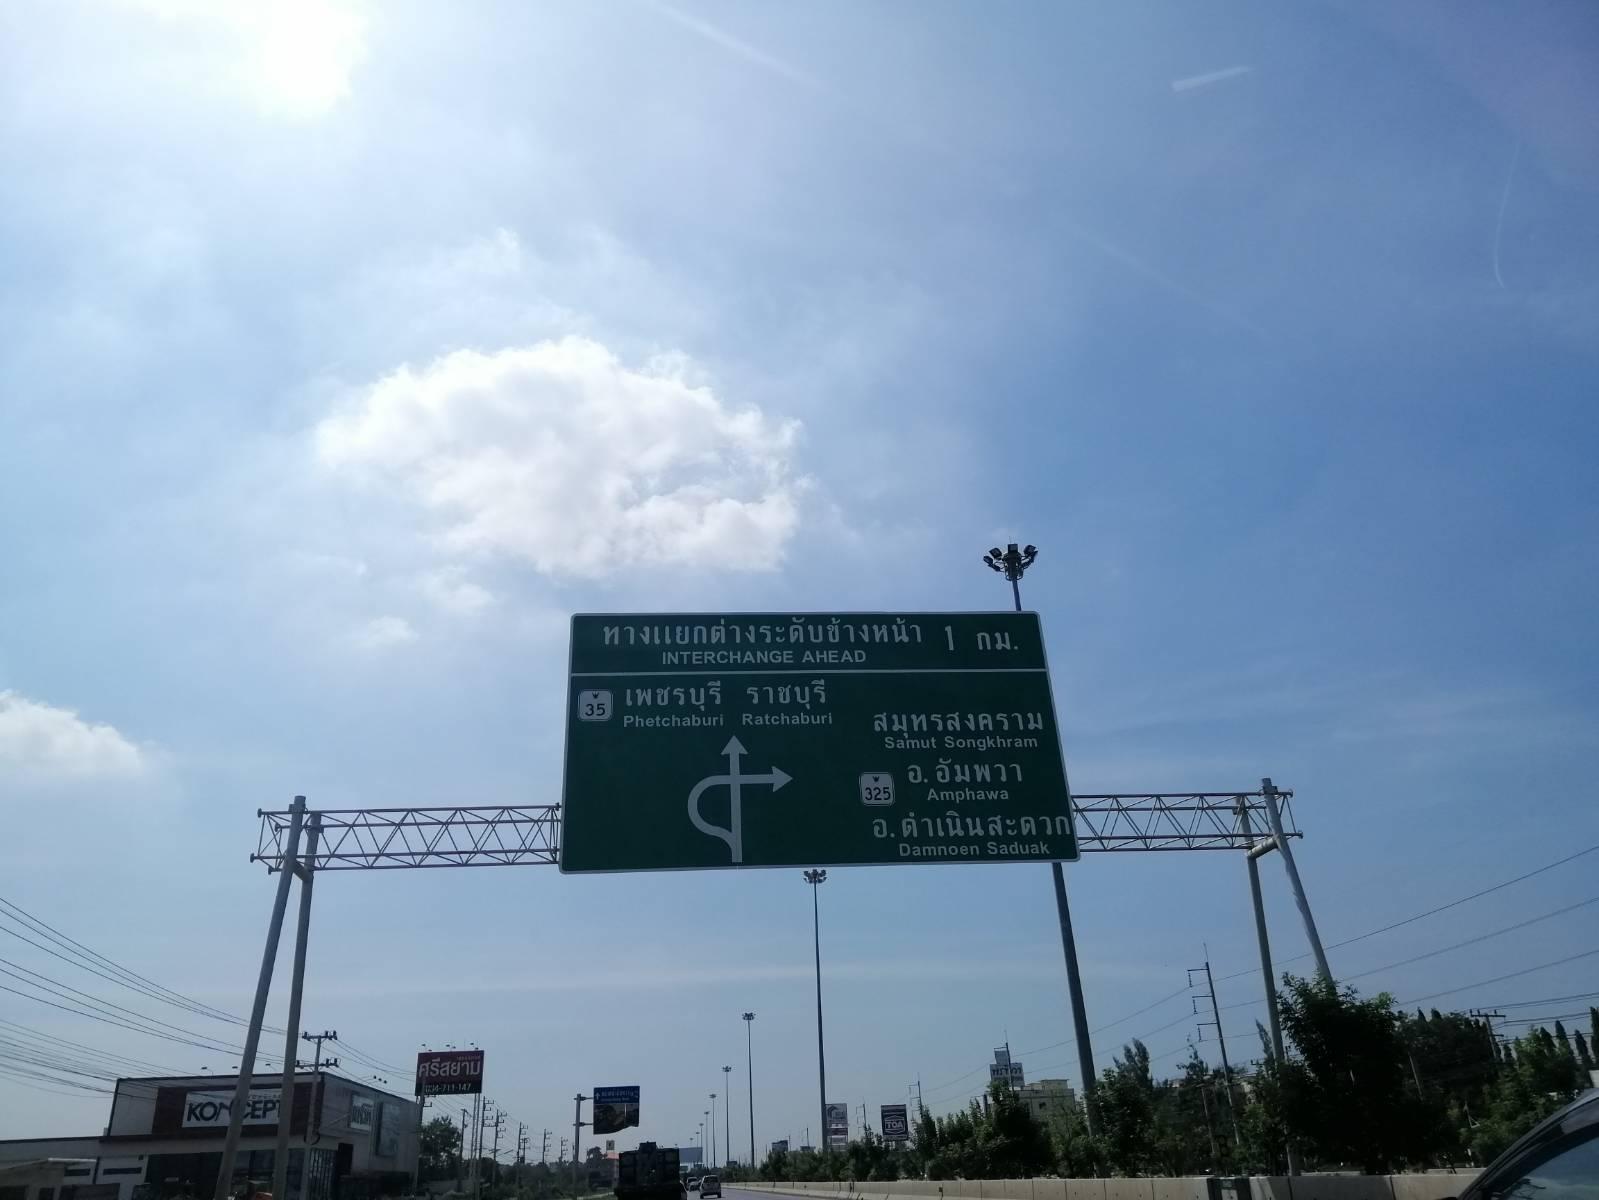 ทางแยกต่างระดับข้างหน้า 1 กม.
INTERCHANGE AHEAD
35 เพชรบุรี ราชบุรี
Phetchaburi Ratchaburi
สมุทรสงคราม
Samut Songkhram
325 อ. อัมพวา
Amphawa
อ. ดำเนินสะดวก
Damnoen Saduak
ศรีสยาม
034-711-147
KONCEPT
TOA